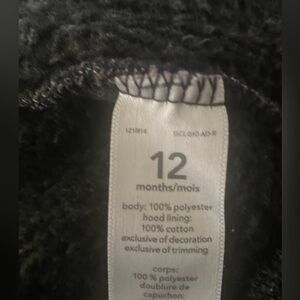 121R14
12
months/mois
body: 100% polyester
hood lining:
100% cotton
exclusive of decoration
exclusive of trimming
corps:
100 % polyester
doublure de
capuchon: